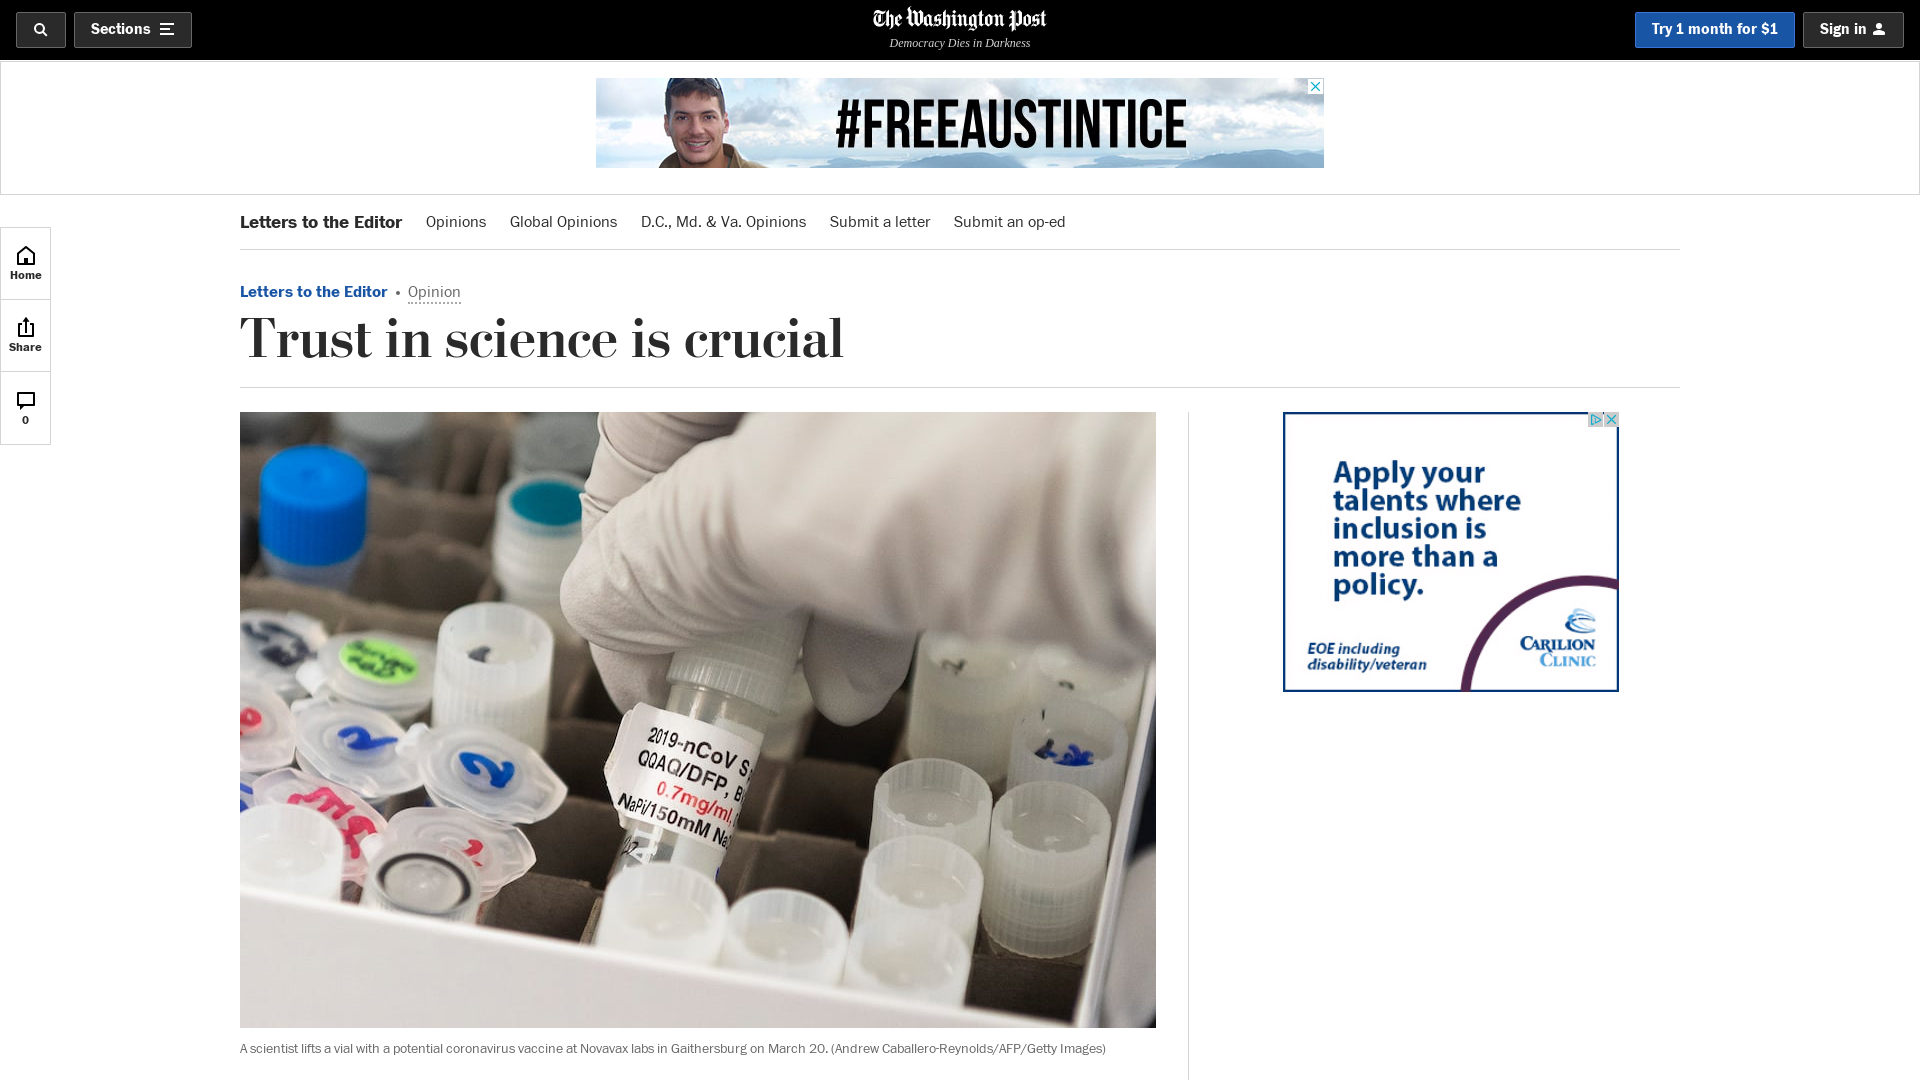 Sections
The Washington Post
Democracy Dies in Darkness
Try 1 month for $1
Sign in
#FREEAUSTINTICE
Letters to the Editor
Opinions
Global Opinions
D.C., Md. & Va. Opinions
Submit a letter
Submit an op-ed
Home
Share
0
Letters to the Editor • Opinion
Trust in science is crucial
2019-nCoV S
QQAQ/DFP, B
0.7mg/ml,
NaPi/150mM Na
2
2
A scientist lifts a vial with a potential coronavirus vaccine at Novavax labs in Gaithersburg on March 20. (Andrew Caballero-Reynolds/AFP/Getty Images)
Apply your
talents where
inclusion is
more than a
policy.
EOE including
disability/veteran
CARILION
CLINIC